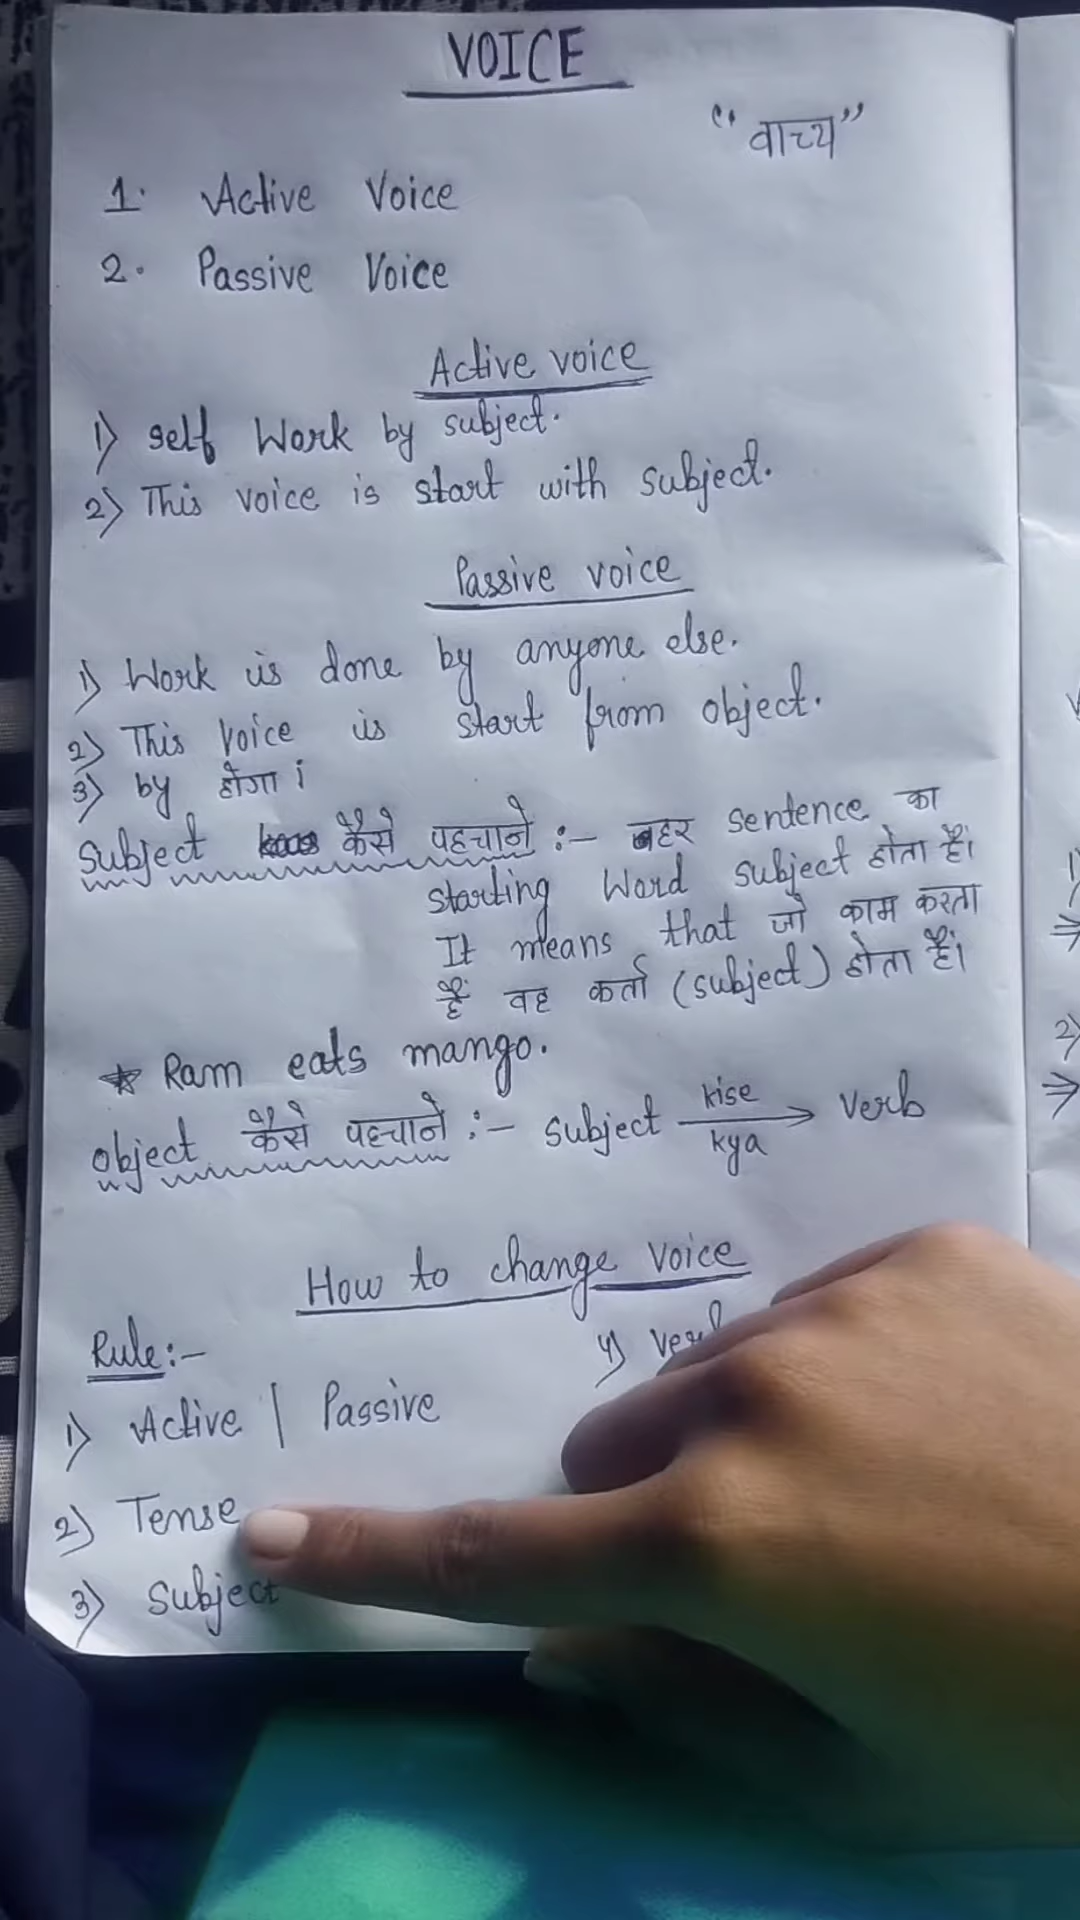 VOICE
"वाच्य"
1. Active Voice
2. Passive Voice
Active voice
1) self Work by subject.
2) This voice is start with subject.
Passive voice
1) Work is done by anyone else.
2) This Voice is start from object.
3) by होगा।
Subject कैसे पहचाने :- हर sentence का
starting Word subject होता हैं।
It means that जो काम करता
हैं वह कर्ता (subject) होता हैं।
★ Ram eats mango.
object कैसे पहचाने :- subject kise kya → Verb
How to change Voice
Rule:-
1) Active | Passive
2) Tense
3) Subject
4)